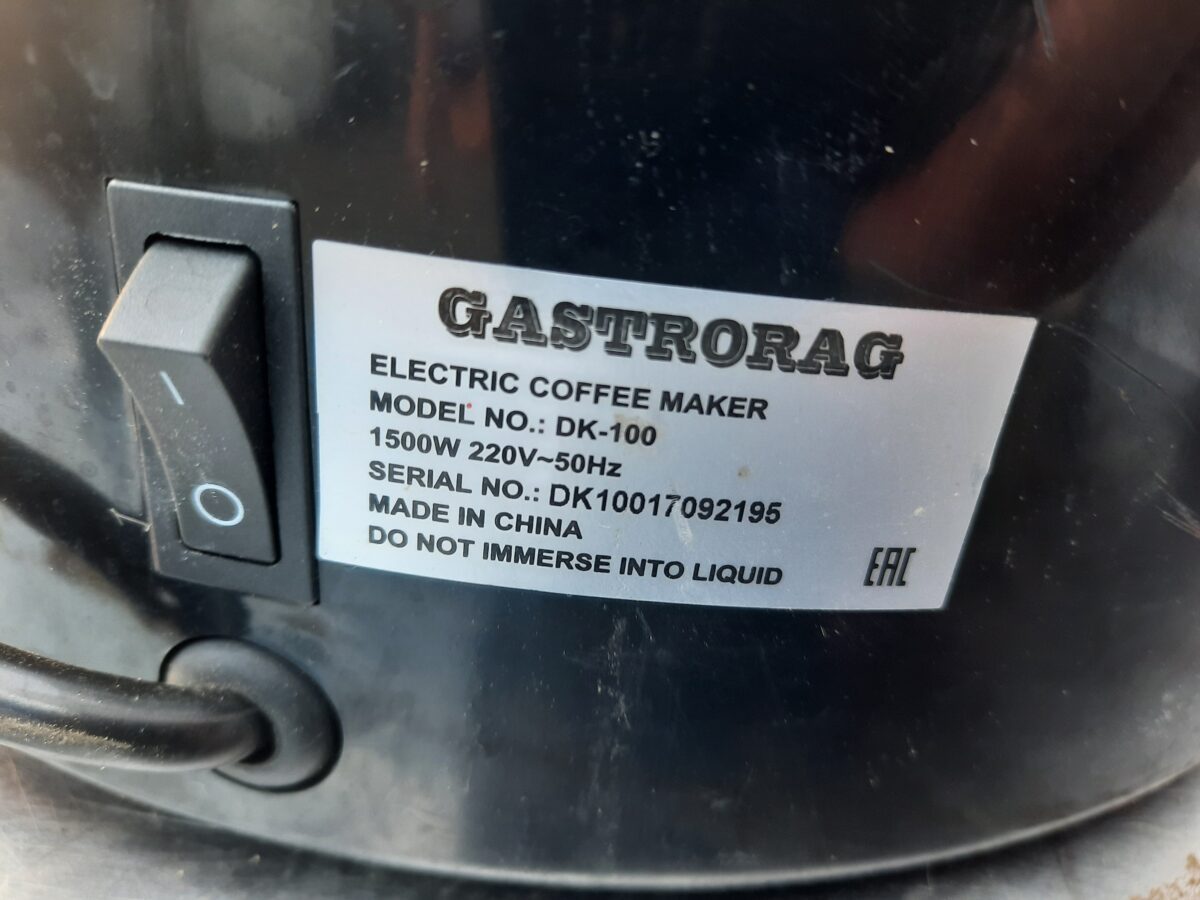 GASTRORAG
ELECTRIC COFFEE MAKER
MODEL NO.: DK-100
1500W 220V~50Hz
SERIAL NO.: DK10017092195
MADE IN CHINA
DO NOT IMMERSE INTO LIQUID
EAC
I
O